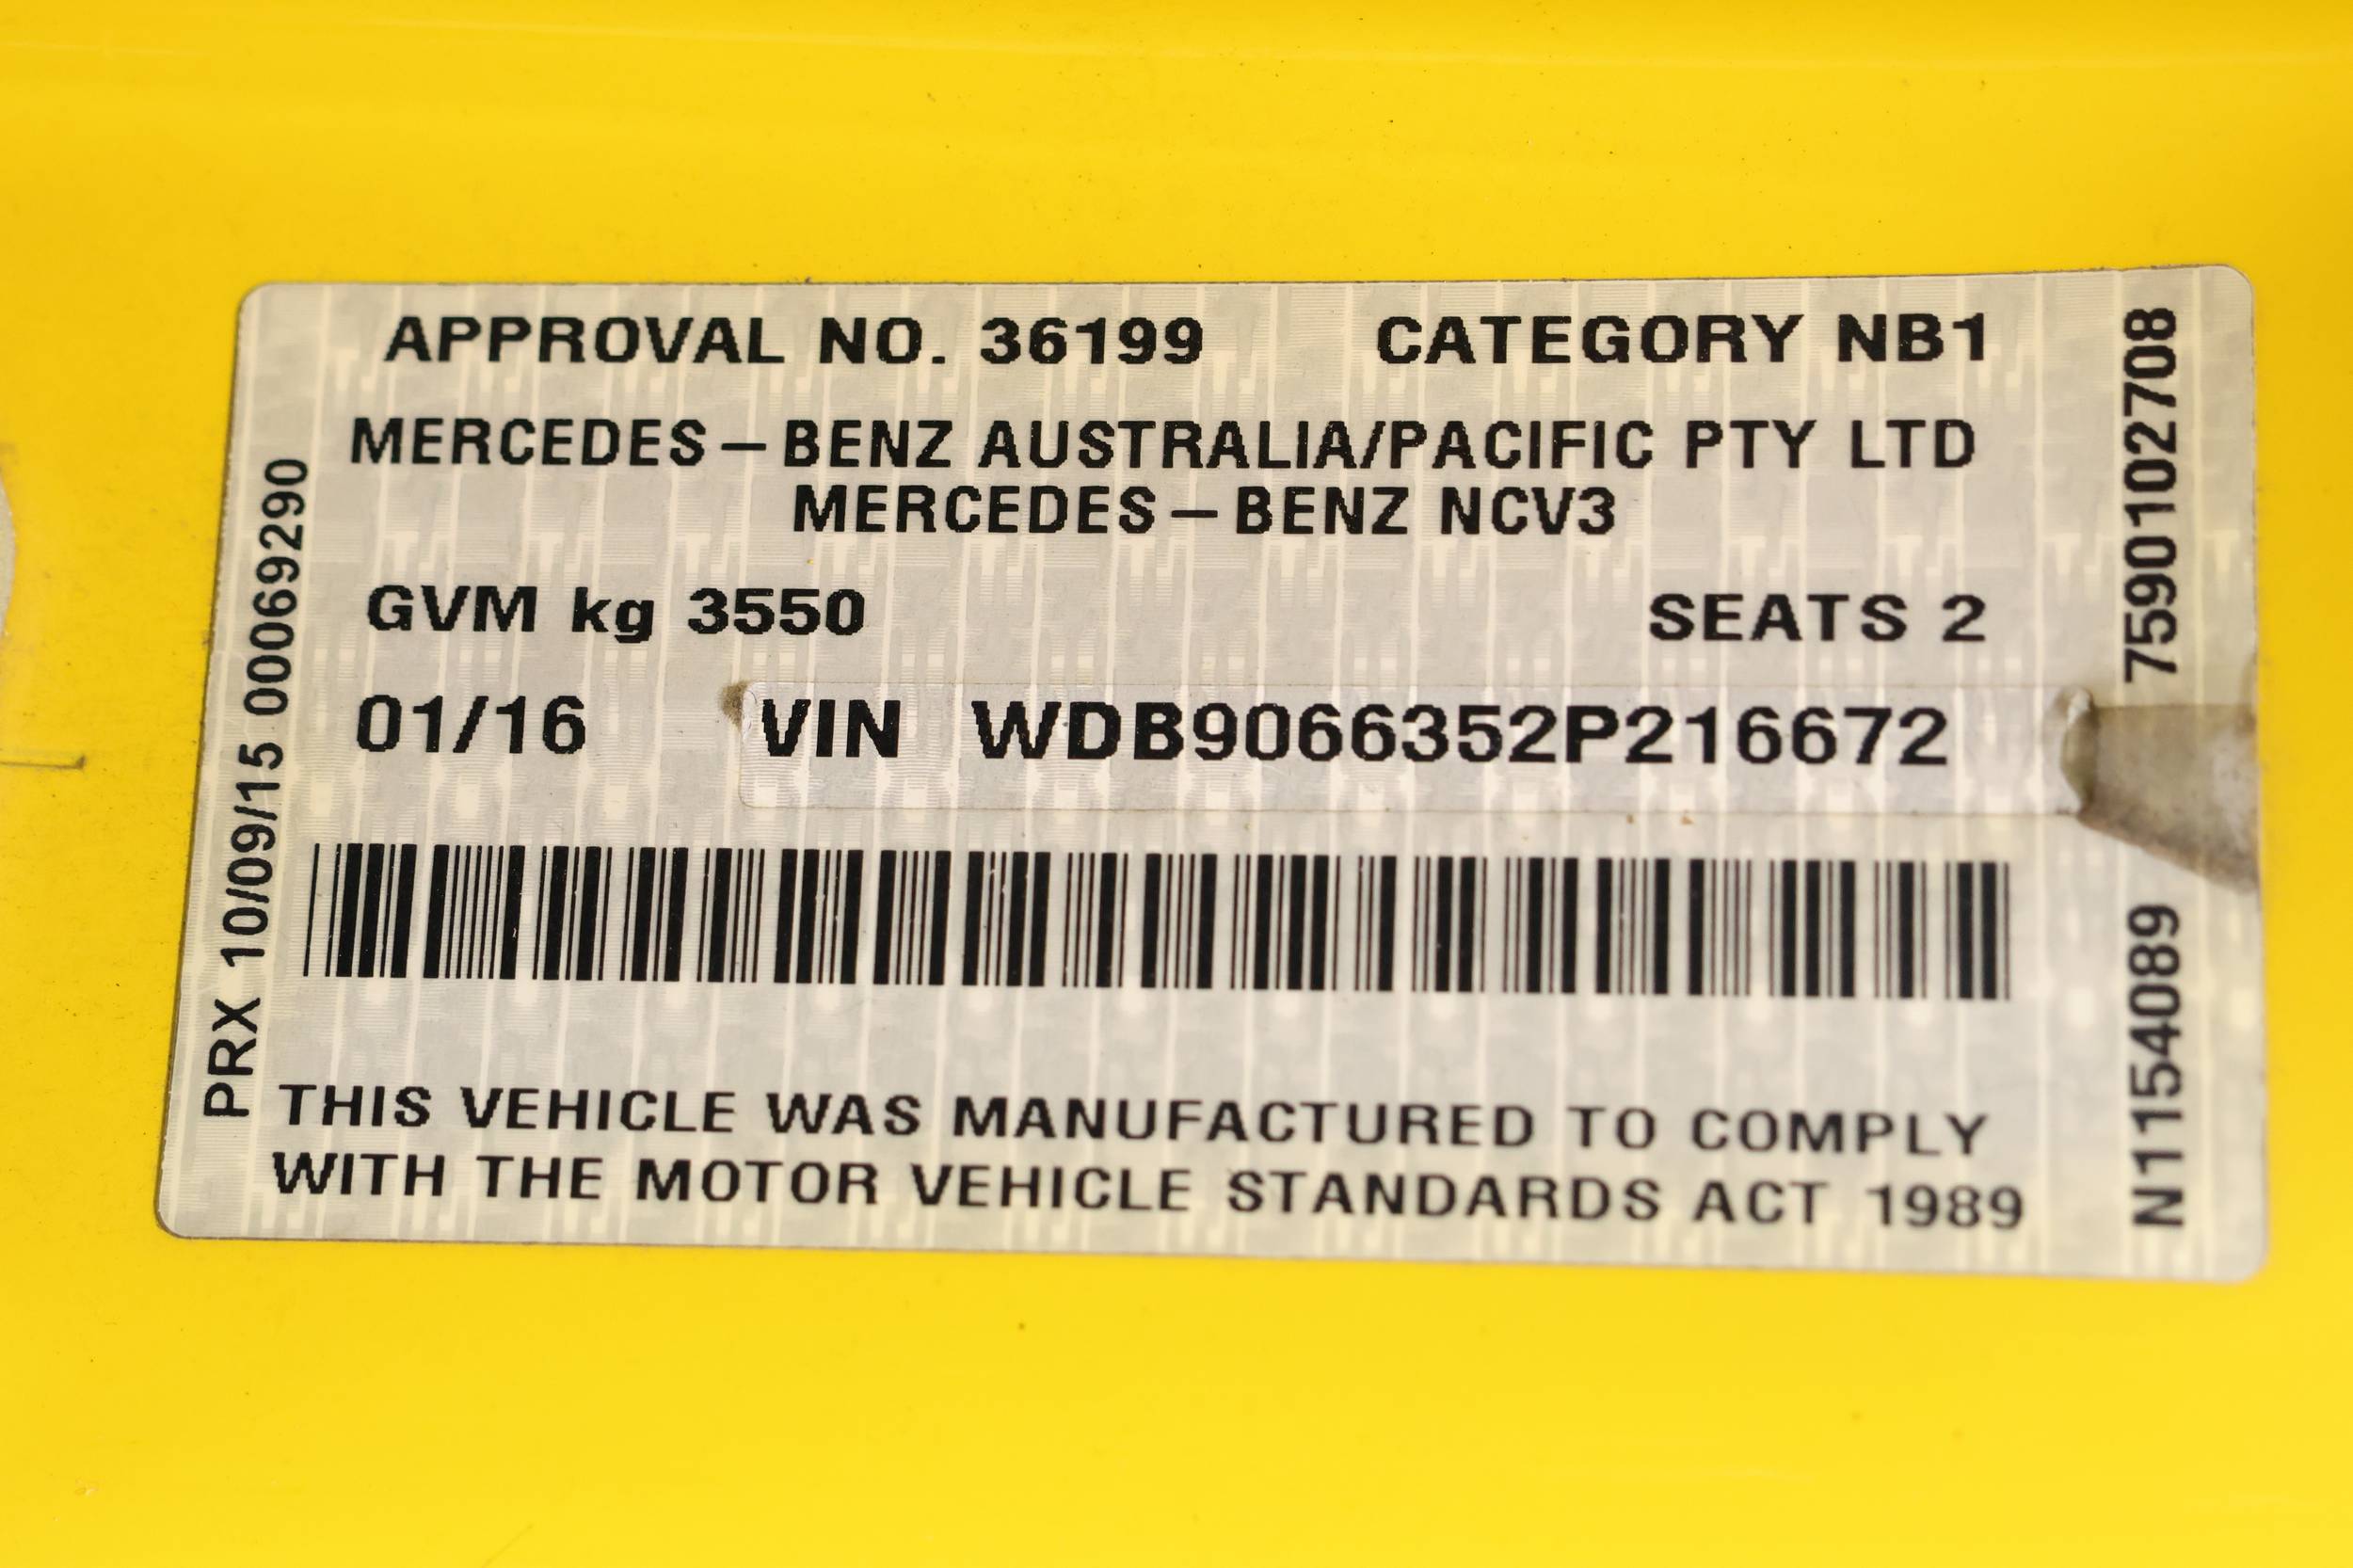 APPROVAL NO. 36199 CATEGORY NB1
MERCEDES-BENZ AUSTRALIA/PACIFIC PTY LTD
MERCEDES-BENZ NCV3
GVM kg 3550 SEATS 2
01/16 VIN WDB9066352P216672
THIS VEHICLE WAS MANUFACTURED TO COMPLY
WITH THE MOTOR VEHICLE STANDARDS ACT 1989
PRX 10/09/15 00069290
7590102708
N1154089